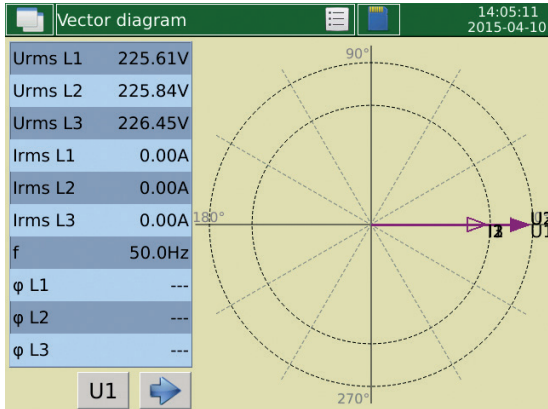 Vector diagram
14:05:11
2015-04-10
Urms L1 225.61V
Urms L2 225.84V
Urms L3 226.45V
Irms L1 0.00A
Irms L2 0.00A
Irms L3 0.00A
f 50.0Hz
φ L1 ---
φ L2 ---
φ L3 ---
U1
90°
180°
270°
U1